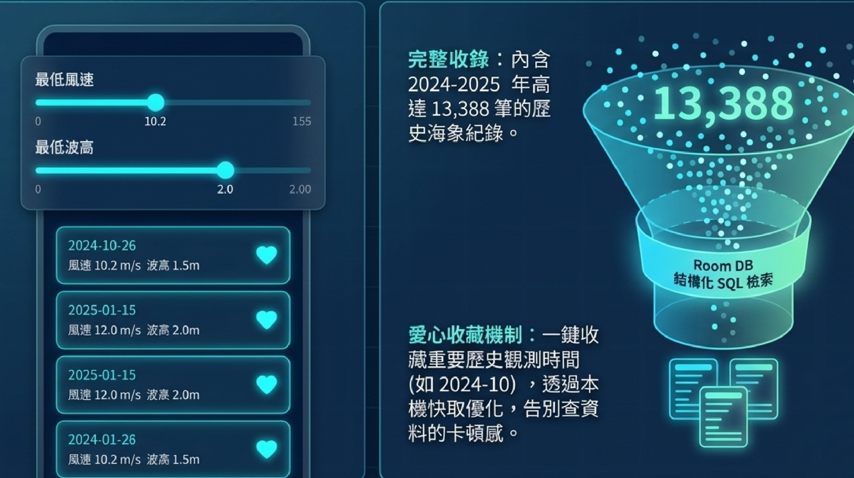 最低風速
0 10.2 155
最低波高
0 2.0 2.00
2024-10-26
風速 10.2 m/s 波高 1.5m
2025-01-15
風速 12.0 m/s 波高 2.0m
2025-01-15
風速 12.0 m/s 波高 2.0m
2024-01-26
風速 10.2 m/s 波高 1.5m
完整收錄：內含
2024-2025 年高
達 13,388 筆的歷
史海象紀錄。
13,388
Room DB
結構化 SQL 檢索
愛心收藏機制：一鍵收
藏重要歷史觀測時間
(如 2024-10) ，透過本
機快取優化，告別查資
料的卡頓感。